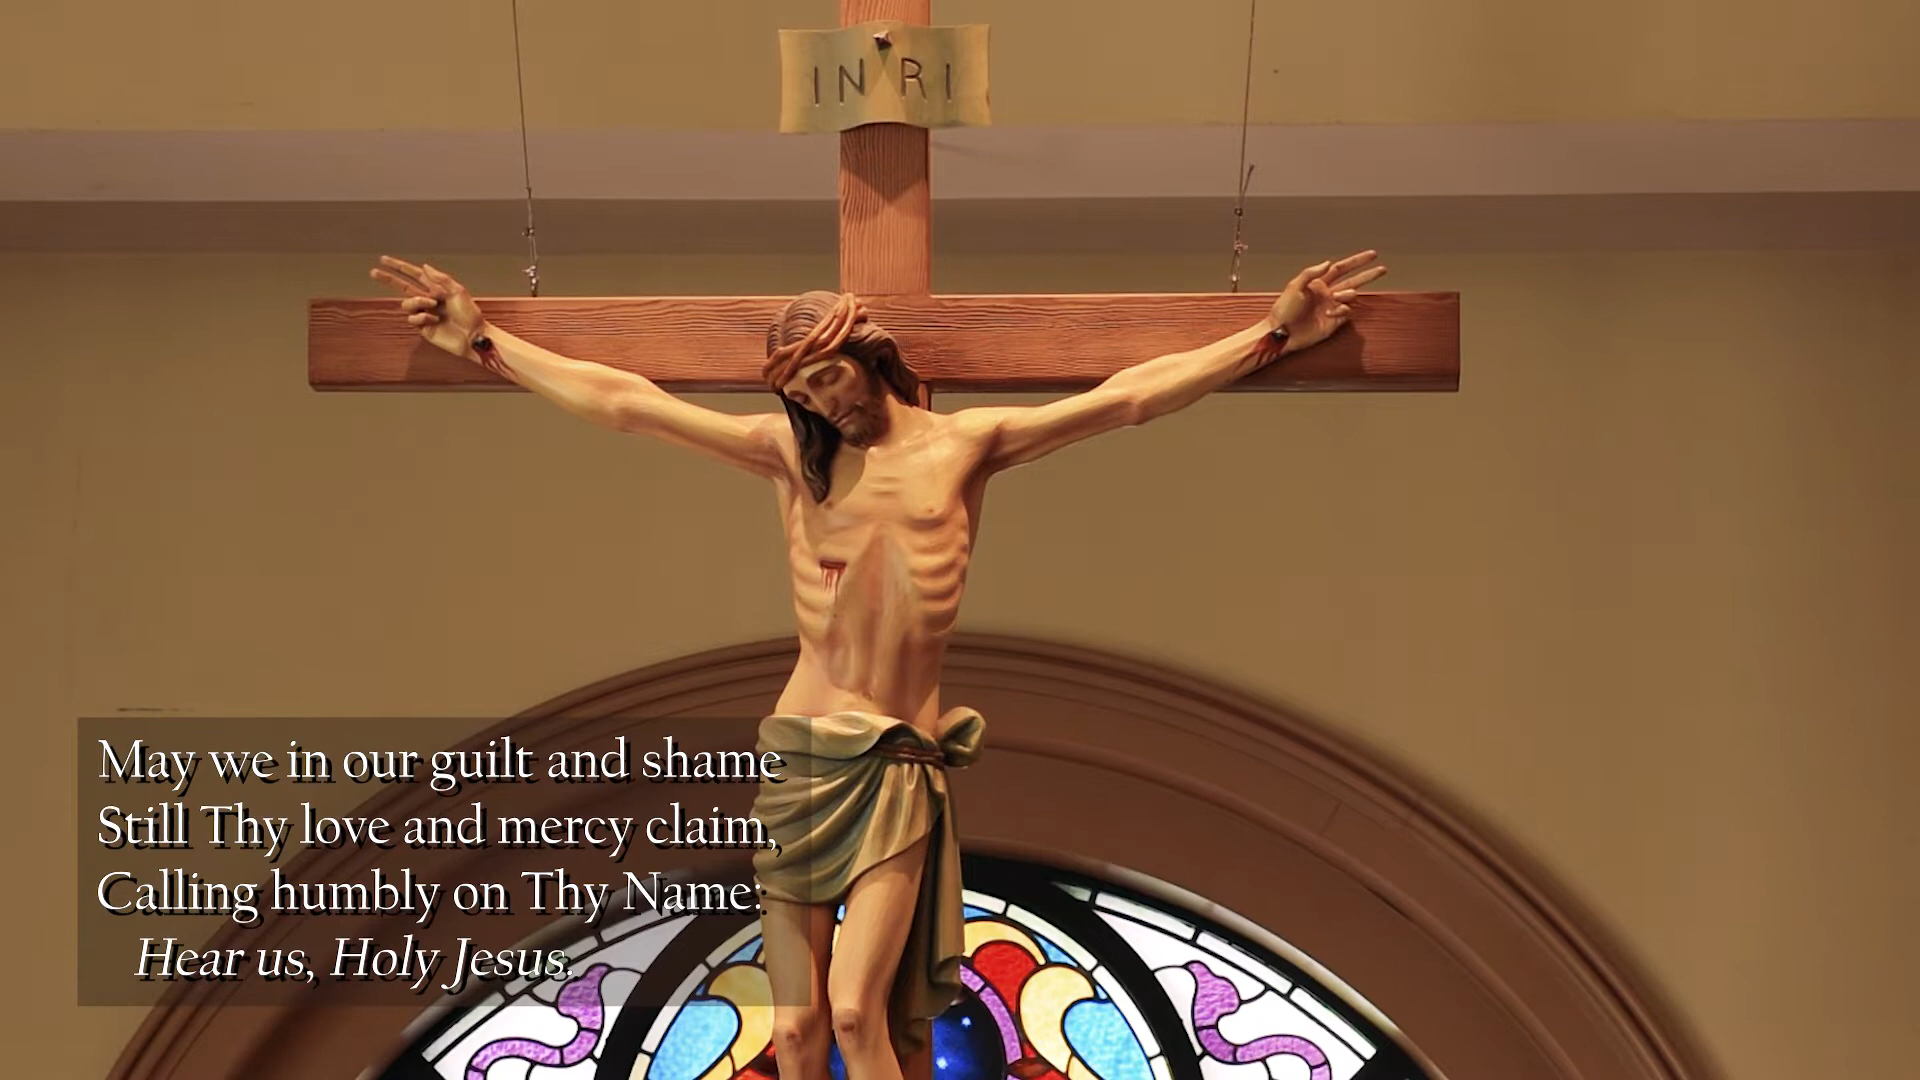 INRI
May we in our guilt and shame
Still Thy love and mercy claim,
Calling humbly on Thy Name:
Hear us, Holy Jesus.